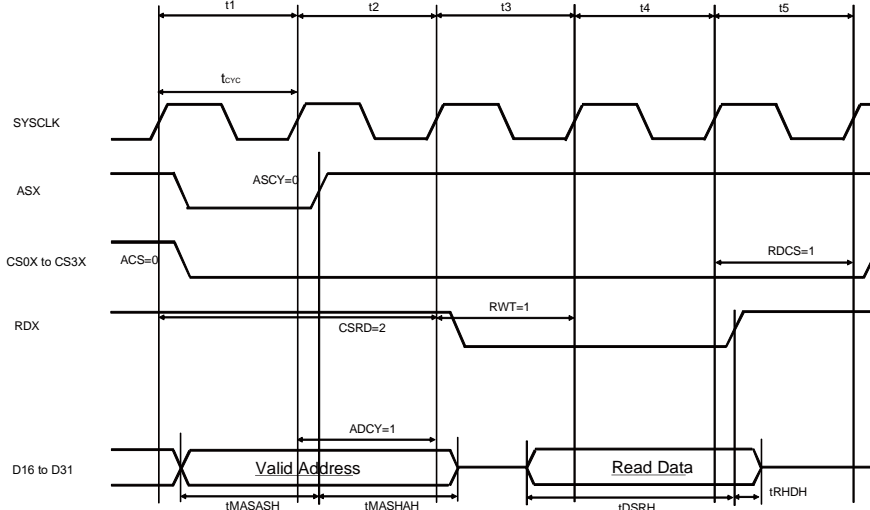 t1 t2 t3 t4 t5
tCYC
SYSCLK
ASCY=0
ASX
CS0X to CS3X ACS=0 RDCS=1
RWT=1
RDX
CSRD=2
ADCY=1
D16 to D31 Valid Address Read Data
tMASASH tMASHAH tDSRH tRHDH